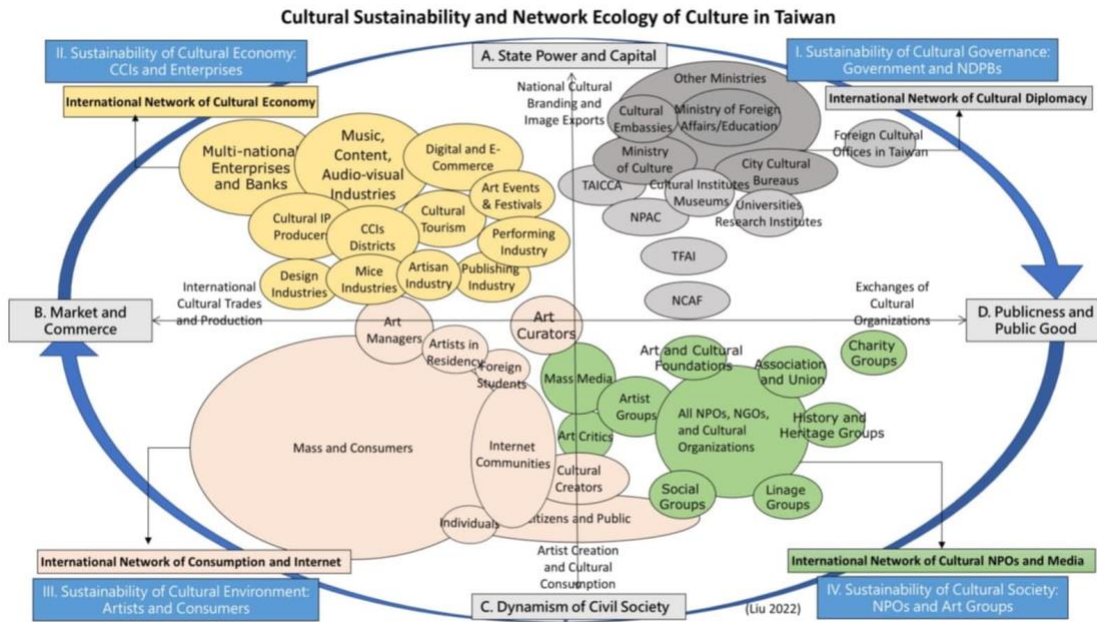 Cultural Sustainability and Network Ecology of Culture in Taiwan
II. Sustainability of Cultural Economy:
CCIs and Enterprises
A. State Power and Capital
I. Sustainability of Cultural Governance:
Government and NDPBs
International Network of Cultural Economy
National Cultural
Branding and
Image Exports
Other Ministries
International Network of Cultural Diplomacy
Multi-national
Enterprises
and Banks
Music,
Content,
Audio-visual
Industries
Digital and E-
Commerce
Art Events
& Festivals
Cultural IP
Producer
CCIs
Districts
Cultural
Tourism
Performing
Industry
Design
Industries
Mice
Industries
Artisan
Industry
Publishing
Industry
Cultural
Embassies
Ministry of Foreign
Affairs/Education
Ministry
of Culture
City Cultural
Bureaus
Foreign Cultural
Offices in Taiwan
TAICCA
Cultural Institutes
Museums
NPAC
Universities
Research Institutes
TFAI
NCAF
International
Cultural Trades
and Production
Exchanges of
Cultural
Organizations
B. Market and
Commerce
D. Publicness and
Public Good
Art
Managers
Art
Curators
Artists in
Residency
Foreign
Students
Mass and Consumers
Internet
Communities
Cultural
Creators
Individuals
Citizens and Public
Mass Media
Artist
Groups
Art Critics
Art and Cultural
Foundations
Association
and Union
Charity
Groups
All NPOs, NGOs,
and Cultural
Organizations
History and
Heritage Groups
Social
Groups
Linage
Groups
International Network of Consumption and Internet
Artist Creation
and Cultural
Consumption
International Network of Cultural NPOs and Media
III. Sustainability of Cultural Environment:
Artists and Consumers
C. Dynamism of Civil Society
(Liu 2022)
IV. Sustainability of Cultural Society:
NPOs and Art Groups